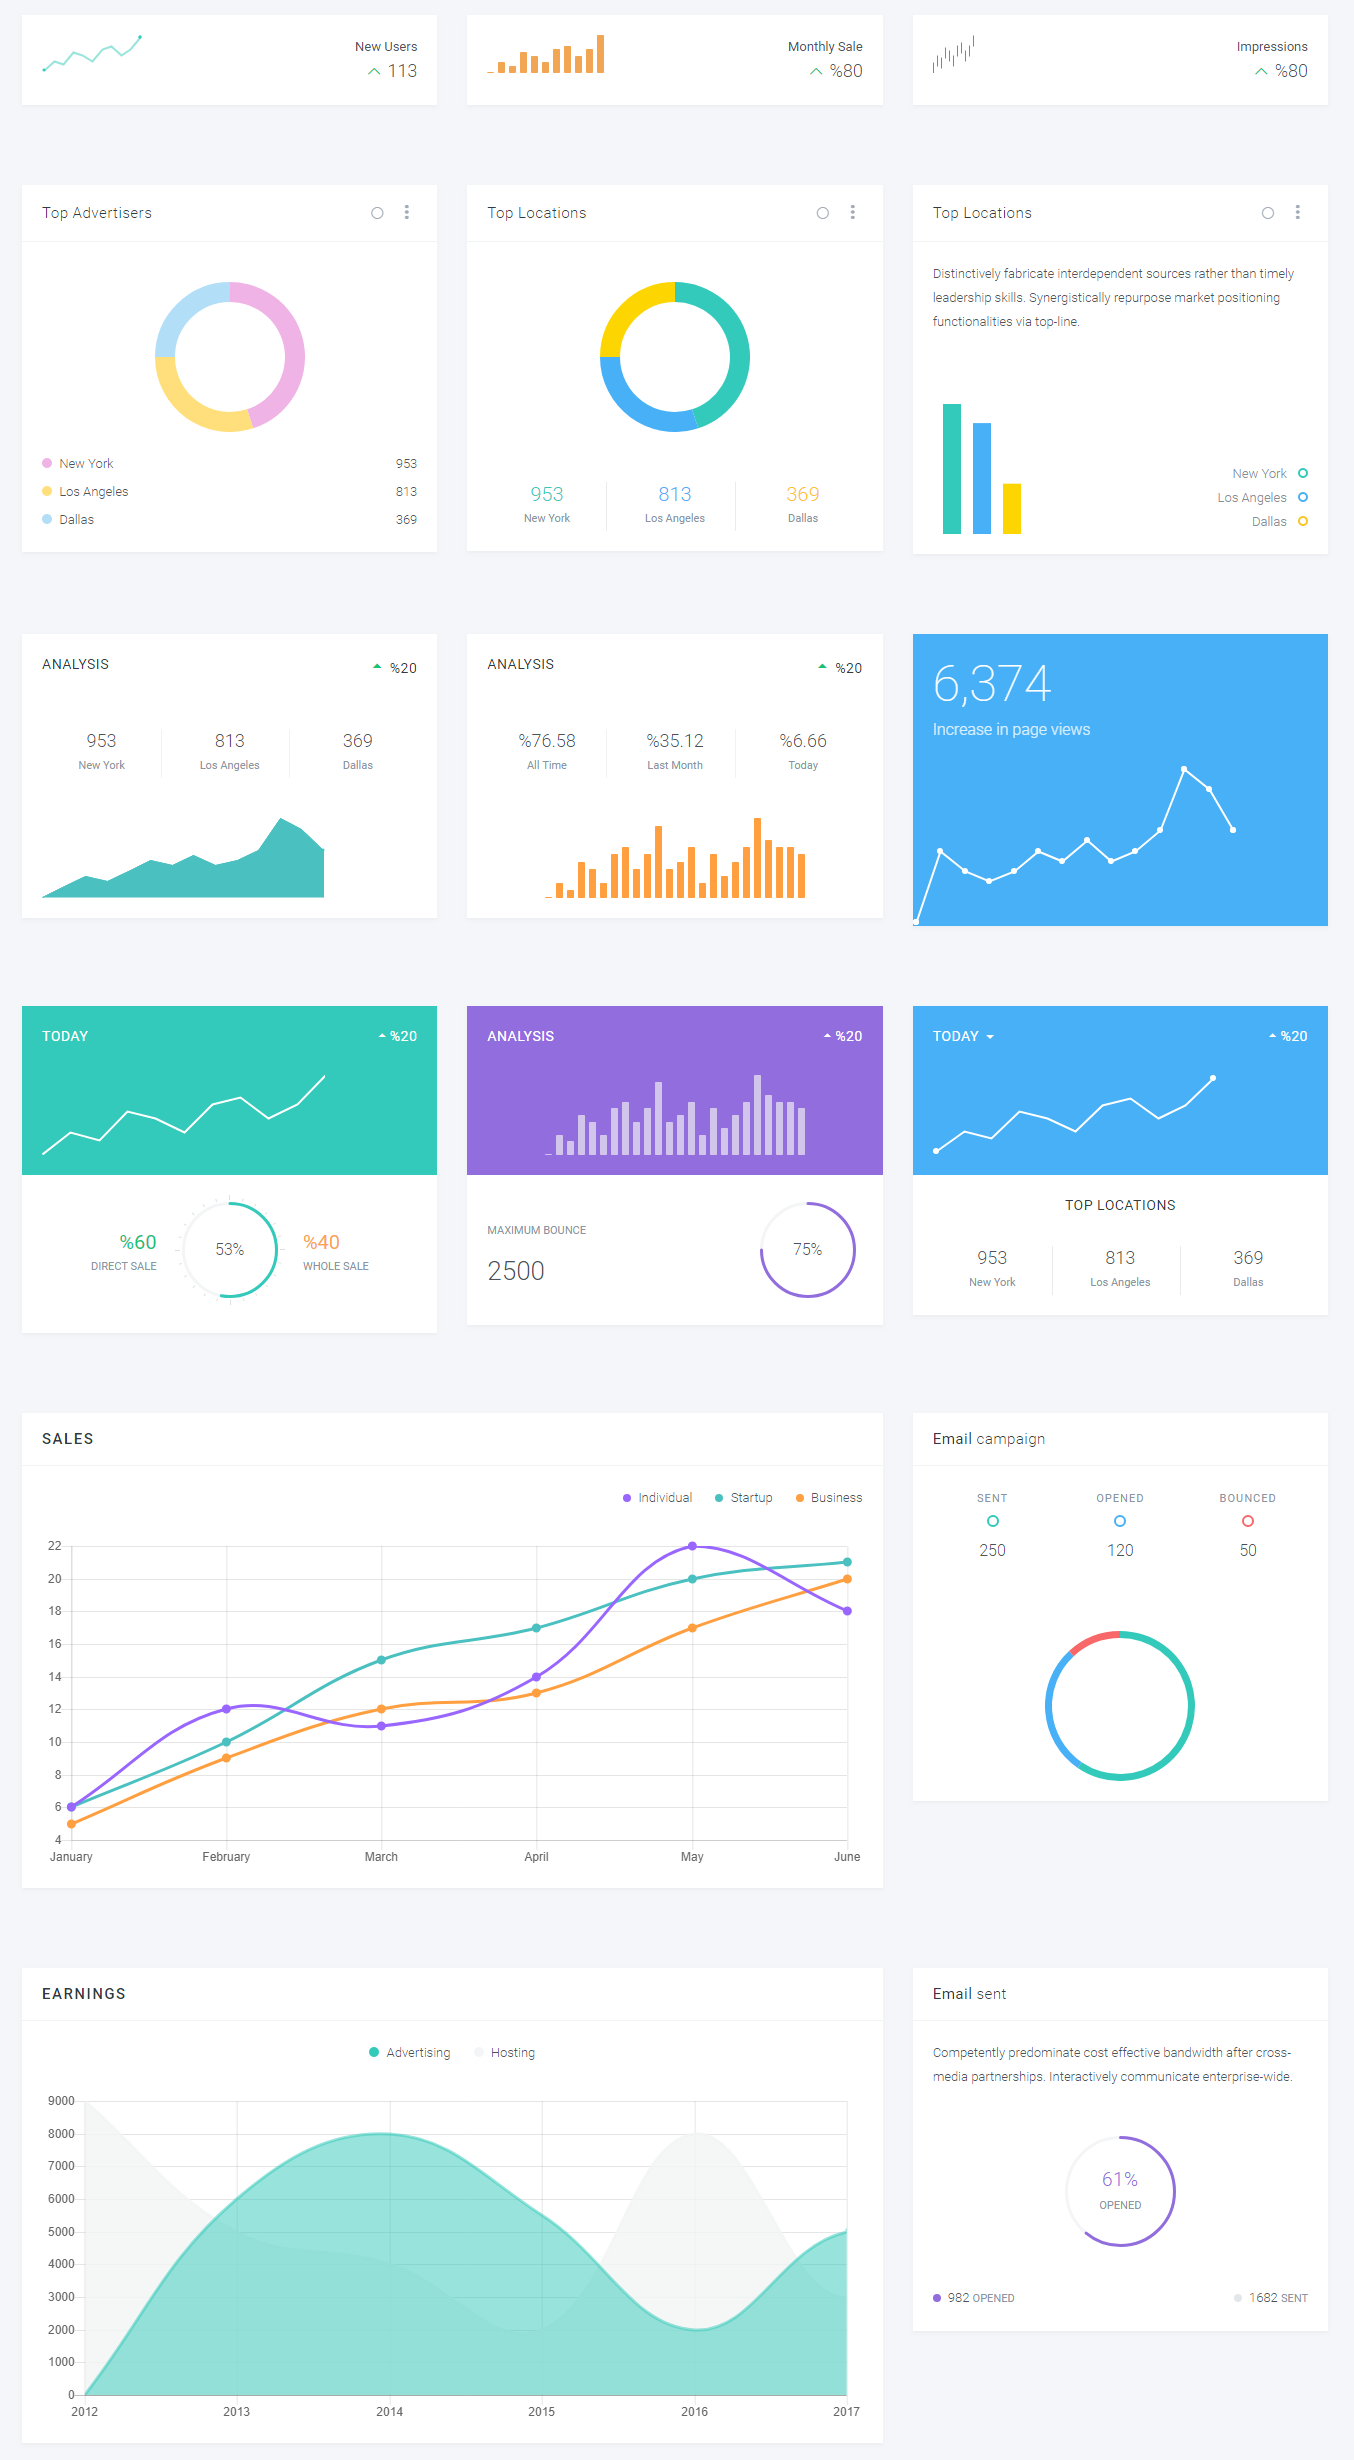 New Users
113
Monthly Sale
%80
Impressions
%80
Top Advertisers
New York 953
Los Angeles 813
Dallas 369
Top Locations
953 813 369
New York Los Angeles Dallas
Top Locations
Distinctively fabricate interdependent sources rather than timely
leadership skills. Synergistically repurpose market positioning
functionalities via top-line.
New York
Los Angeles
Dallas
ANALYSIS %20
953 813 369
New York Los Angeles Dallas
ANALYSIS %20
%76.58 %35.12 %6.66
All Time Last Month Today
6,374
Increase in page views
TODAY %20
%60
DIRECT SALE
53%
%40
WHOLE SALE
ANALYSIS %20
MAXIMUM BOUNCE
2500
75%
TODAY %20
TOP LOCATIONS
953 813 369
New York Los Angeles Dallas
SALES
Individual Startup Business
22
20
18
16
14
12
10
8
6
4
January February March April May June
Email campaign
SENT OPENED BOUNCED
250 120 50
EARNINGS
Advertising Hosting
9000
8000
7000
6000
5000
4000
3000
2000
1000
0
2012 2013 2014 2015 2016 2017
Email sent
Competently predominate cost effective bandwidth after cross-
media partnerships. Interactively communicate enterprise-wide.
61%
OPENED
982 OPENED 1682 SENT